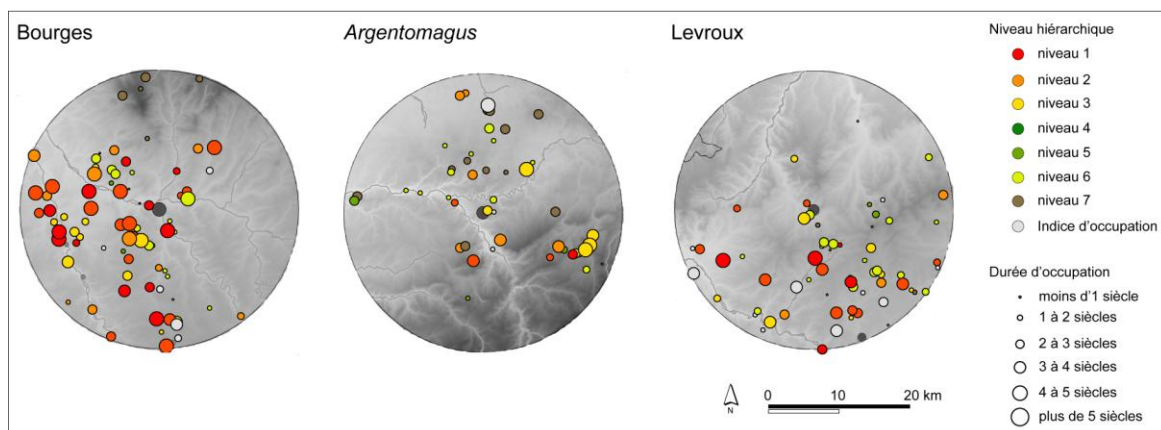 Bourges
Argentomagus
Levroux
Niveau hiérarchique
niveau 1
niveau 2
niveau 3
niveau 4
niveau 5
niveau 6
niveau 7
Indice d'occupation
Durée d'occupation
moins d'1 siècle
1 à 2 siècles
2 à 3 siècles
3 à 4 siècles
4 à 5 siècles
plus de 5 siècles
N
0 10 20 km